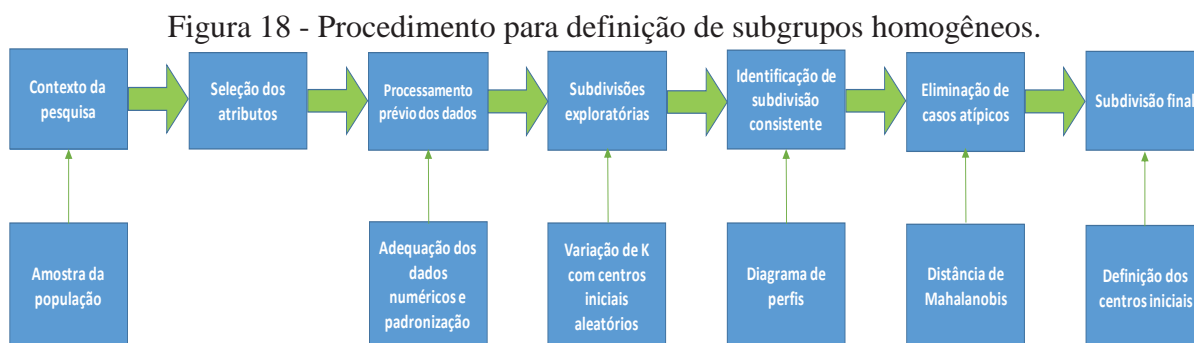 Figura 18 - Procedimento para definição de subgrupos homogêneos.
Contexto da
pesquisa
Seleção dos
atributos
Processamento
prévio dos dados
Subdivisões
exploratórias
Identificação de
subdivisão
consistente
Eliminação de
casos atípicos
Subdivisão final
Amostra da
população
Adequação dos
dados
numéricos e
padronização
Variação de K
com centros
iniciais
aleatórios
Diagrama de
perfis
Distância de
Mahalanobis
Definição dos
centros iniciais